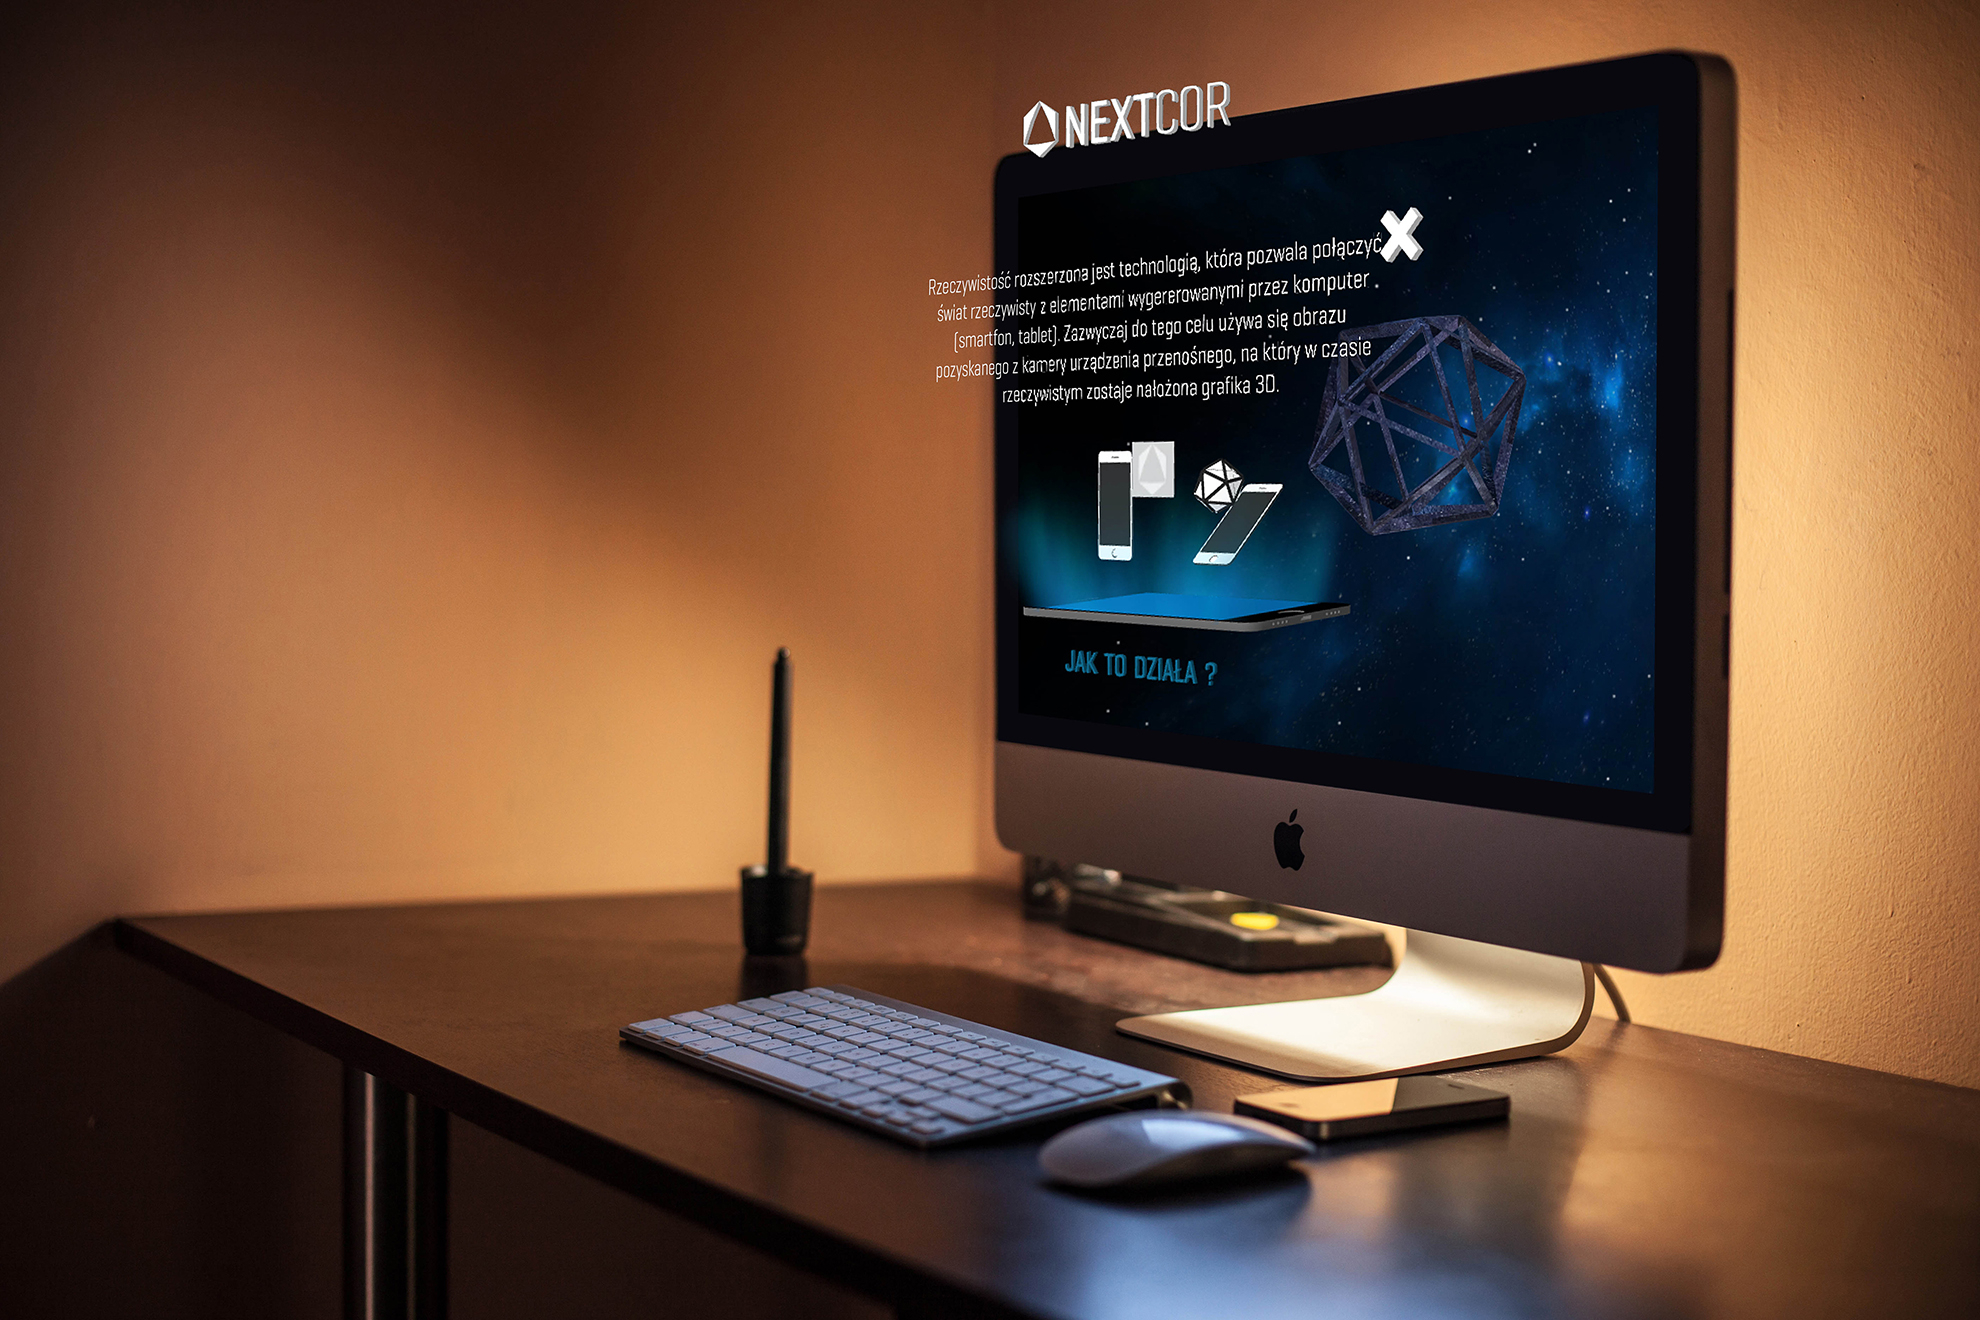 NEXTCOR
Rzeczywistość rozszerzona jest technologią, która pozwala połączyć
świat rzeczywisty z elementami wygererowanymi przez komputer
(smartfon, tablet). Zazwyczaj do tego celu używa się obrazu
pozyskanego z kamery urządzenia przenośnego, na który w czasie
rzeczywistym zostaje nałożona grafika 3D.
JAK TO DZIAŁA ?